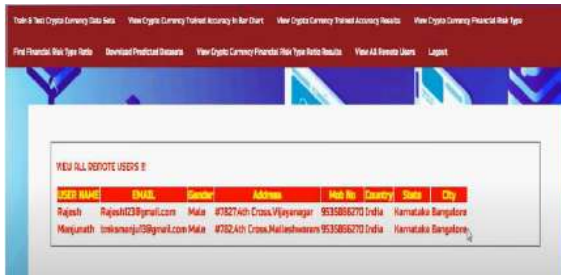 Train & Test Crypto Currency Data Sets View Crypto Currency Trained Accuracy in Bar Chart View Crypto Currency Trained Accuracy Results View Crypto Currency Financial Risk Type
Find Financial Risk Type Ratio Download Predicted Datasets View Crypto Currency Financial Risk Type Ratio Results View All Remote Users Logout
VIEW ALL REMOTE USERS !!
USER NAME EMAIL Gender Address Mob No Country State City
Rajesh Rajesh123@gmail.com Male #7827,4th Cross,Vijayanagar 9535866270 India Karnataka Bangalore
Manjunath tmksmanju13@gmail.com Male #782,4th Cross,Malleshwaram 9535866270 India Karnataka Bangalore